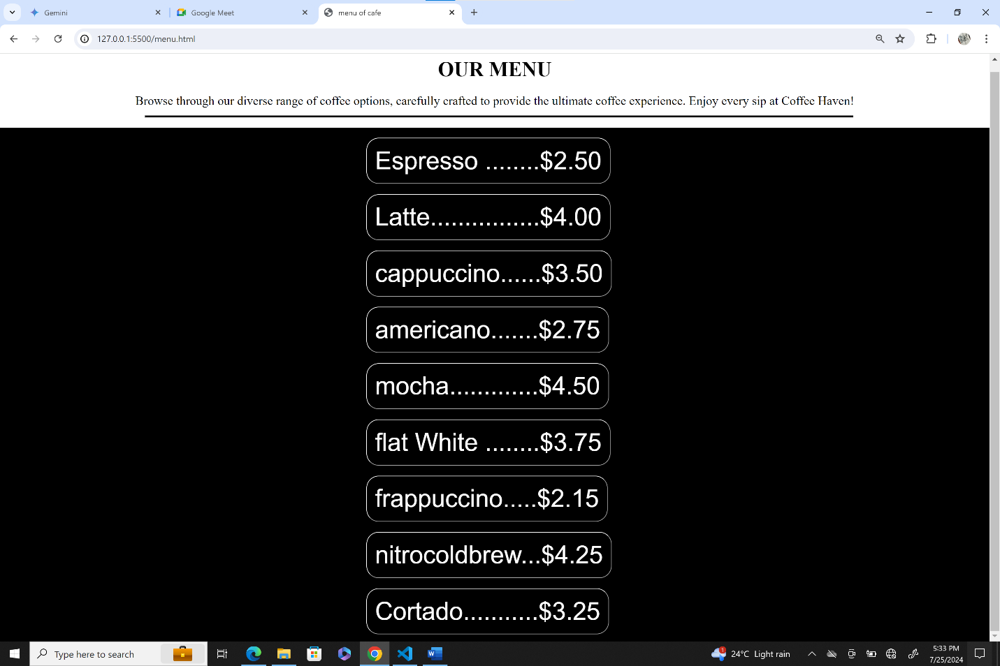 Gemini
Google Meet
menu of cafe
127.0.0.1:5500/menu.html
OUR MENU
Browse through our diverse range of coffee options, carefully crafted to provide the ultimate coffee experience. Enjoy every sip at Coffee Haven!
Espresso ........$2.50
Latte................$4.00
cappuccino......$3.50
americano.......$2.75
mocha.............$4.50
flat White ........$3.75
frappuccino.....$2.15
nitrocoldbrew...$4.25
Cortado...........$3.25
Type here to search
1
24°C Light rain
5:33 PM
7/25/2024